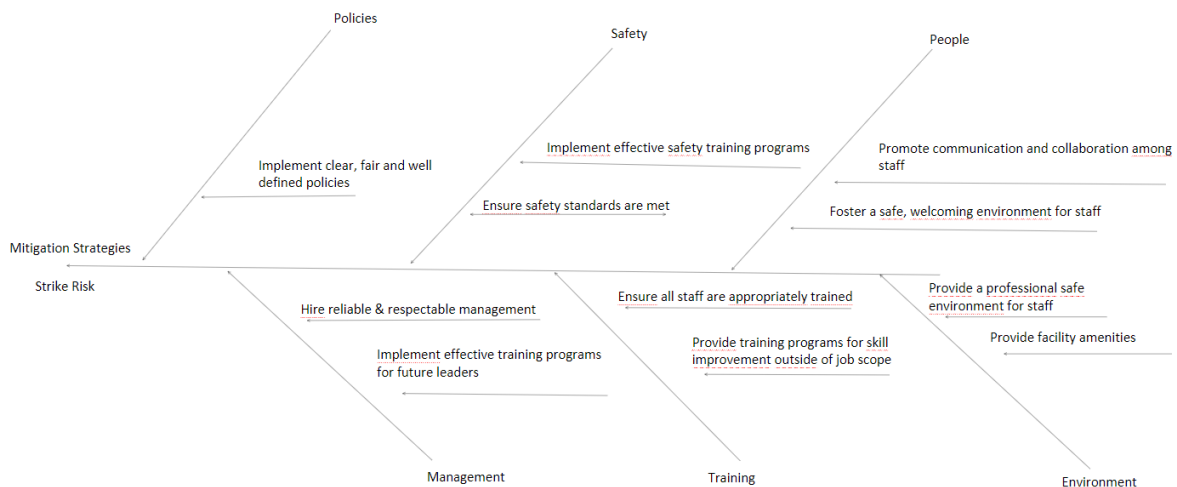 Policies
Safety
People
Implement effective safety training programs
Promote communication and collaboration among
staff
Implement clear, fair and well
defined policies
Ensure safety standards are met
Foster a safe, welcoming environment for staff
Mitigation Strategies
Strike Risk
Hire reliable & respectable management
Ensure all staff are appropriately trained
Provide a professional safe
environment for staff
Provide facility amenities
Implement effective training programs
for future leaders
Provide training programs for skill
improvement outside of job scope
Management
Training
Environment